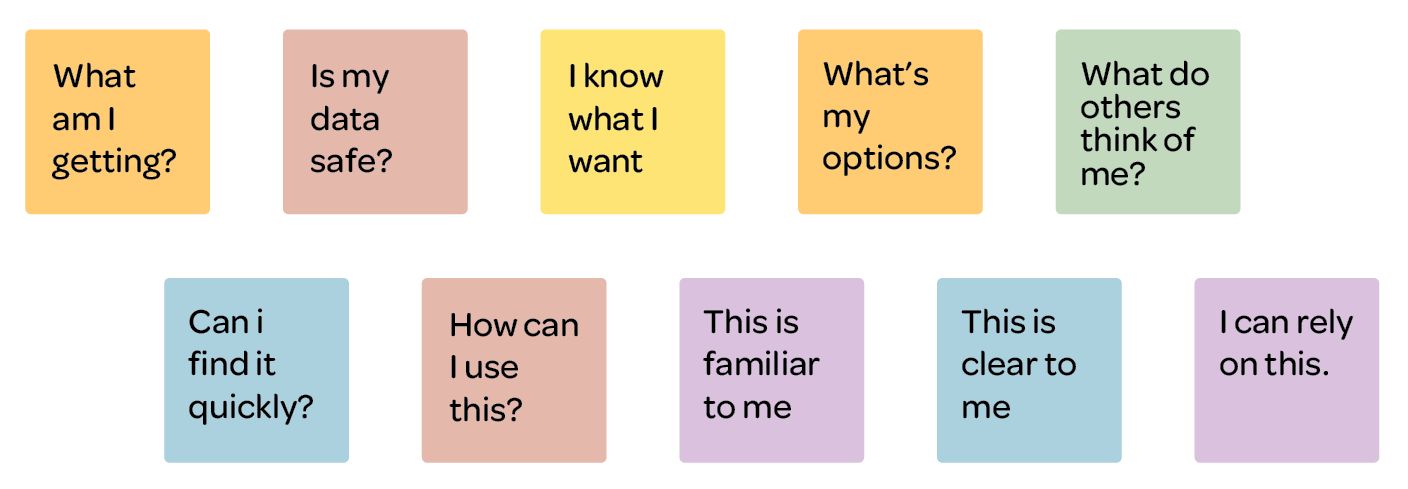 What
am I
getting?
Is my
data
safe?
I know
what I
want
What's
my
options?
What do
others
think of
me?
Can i
find it
quickly?
How can
I use
this?
This is
familiar
to me
This is
clear to
me
I can rely
on this.